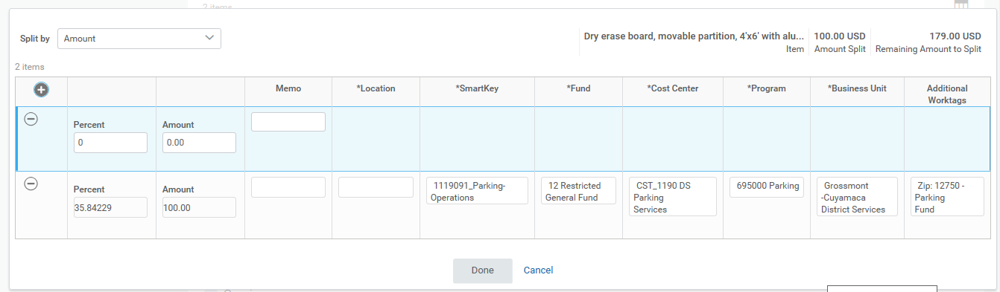 2 items
Split by
Amount
Dry erase board, movable partition, 4'x6' with alu...
Item
100.00 USD
Amount Split
179.00 USD
Remaining Amount to Split
2 items
Memo
*Location
*SmartKey
*Fund
*Cost Center
*Program
*Business Unit
Additional
Worktags
Percent
0
Amount
0.00
Percent
35.84229
Amount
100.00
1119091_Parking-
Operations
12 Restricted
General Fund
CST_1190 DS
Parking
Services
695000 Parking
Grossmont
-Cuyamaca
District Services
Zip: 12750 -
Parking
Fund
Done
Cancel